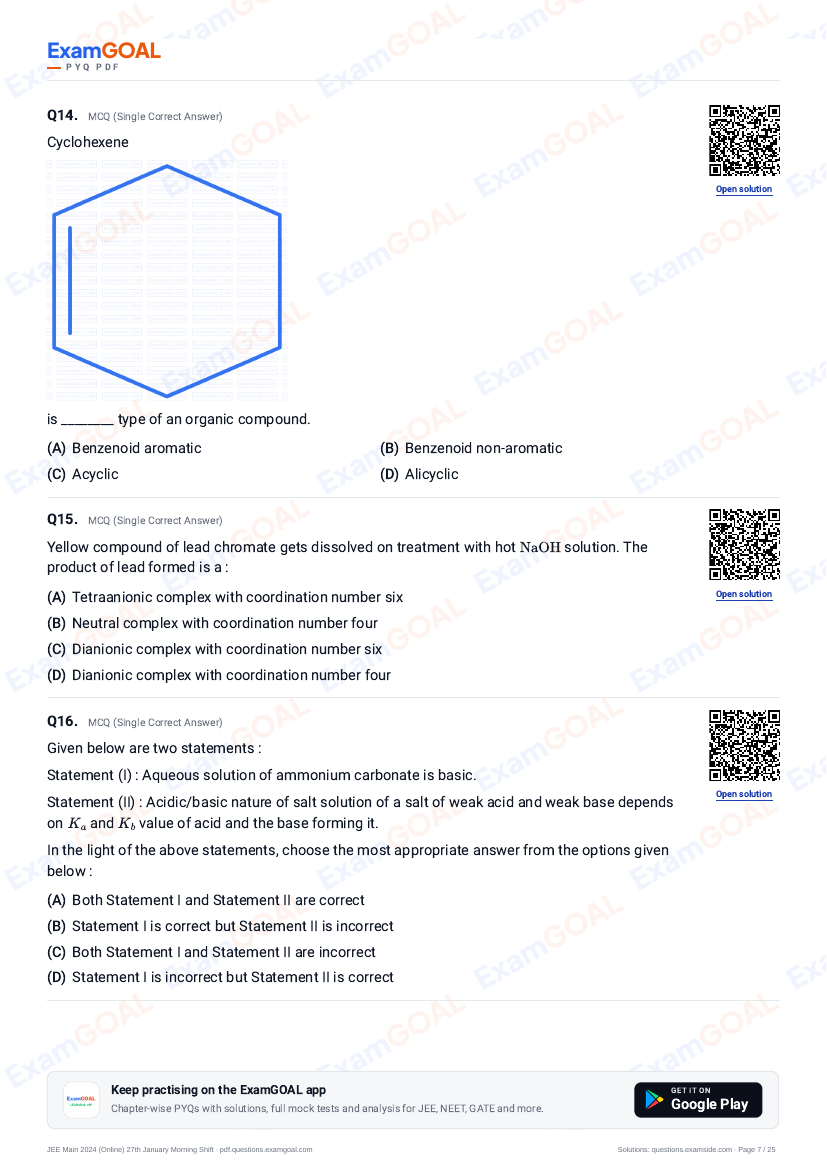 ExamGOAL
PYQ PDF
Q14. MCQ (Single Correct Answer)
Cyclohexene
Open solution
is ________ type of an organic compound.
(A) Benzenoid aromatic
(B) Benzenoid non-aromatic
(C) Acyclic
(D) Alicyclic
Q15. MCQ (Single Correct Answer)
Yellow compound of lead chromate gets dissolved on treatment with hot NaOH solution. The
product of lead formed is a :
Open solution
(A) Tetraanionic complex with coordination number six
(B) Neutral complex with coordination number four
(C) Dianionic complex with coordination number six
(D) Dianionic complex with coordination number four
Q16. MCQ (Single Correct Answer)
Given below are two statements :
Statement (I) : Aqueous solution of ammonium carbonate is basic.
Open solution
Statement (II) : Acidic/basic nature of salt solution of a salt of weak acid and weak base depends
on Kₐ and K_b value of acid and the base forming it.
In the light of the above statements, choose the most appropriate answer from the options given
below :
(A) Both Statement I and Statement II are correct
(B) Statement I is correct but Statement II is incorrect
(C) Both Statement I and Statement II are incorrect
(D) Statement I is incorrect but Statement II is correct
ExamGOAL
Keep practising on the ExamGOAL app
Chapter-wise PYQs with solutions, full mock tests and analysis for JEE, NEET, GATE and more.
GET IT ON
Google Play
JEE Main 2024 (Online) 27th January Morning Shift · pdf.questions.examgoal.com
Solutions: questions.examside.com · Page 7 / 25